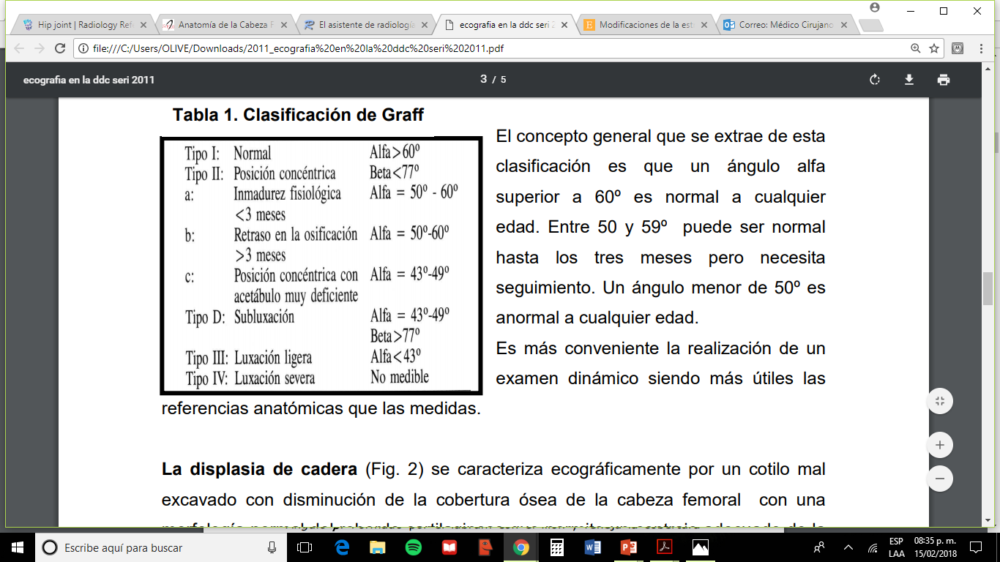 Hip joint | Radiology Refe
Anatomía de la Cabeza F
El asistente de radiología
ecografia en la ddc seri 2
Modificaciones de la est
Correo: Médico Cirujano
file:///C:/Users/OLIVE/Downloads/2011_ecografia%20en%20la%20ddc%20seri%202011.pdf
ecografia en la ddc seri 2011
3 / 5
Tabla 1. Clasificación de Graff
Tipo I: Normal Alfa>60º
Tipo II: Posición concéntrica Beta<77º
a: Inmadurez fisiológica Alfa = 50º - 60º
<3 meses
b: Retraso en la osificación Alfa = 50º-60º
>3 meses
c: Posición concéntrica con Alfa = 43º-49º
acetábulo muy deficiente
Tipo D: Subluxación Alfa = 43º-49º
Beta>77º
Tipo III: Luxación ligera Alfa<43º
Tipo IV: Luxación severa No medible
El concepto general que se extrae de esta
clasificación es que un ángulo alfa
superior a 60º es normal a cualquier
edad. Entre 50 y 59º puede ser normal
hasta los tres meses pero necesita
seguimiento. Un ángulo menor de 50º es
anormal a cualquier edad.
Es más conveniente la realización de un
examen dinámico siendo más útiles las
referencias anatómicas que las medidas.
La displasia de cadera (Fig. 2) se caracteriza ecográficamente por un cotilo mal
excavado con disminución de la cobertura ósea de la cabeza femoral con una
Escribe aquí para buscar
ESP
LAA
08:35 p. m.
15/02/2018